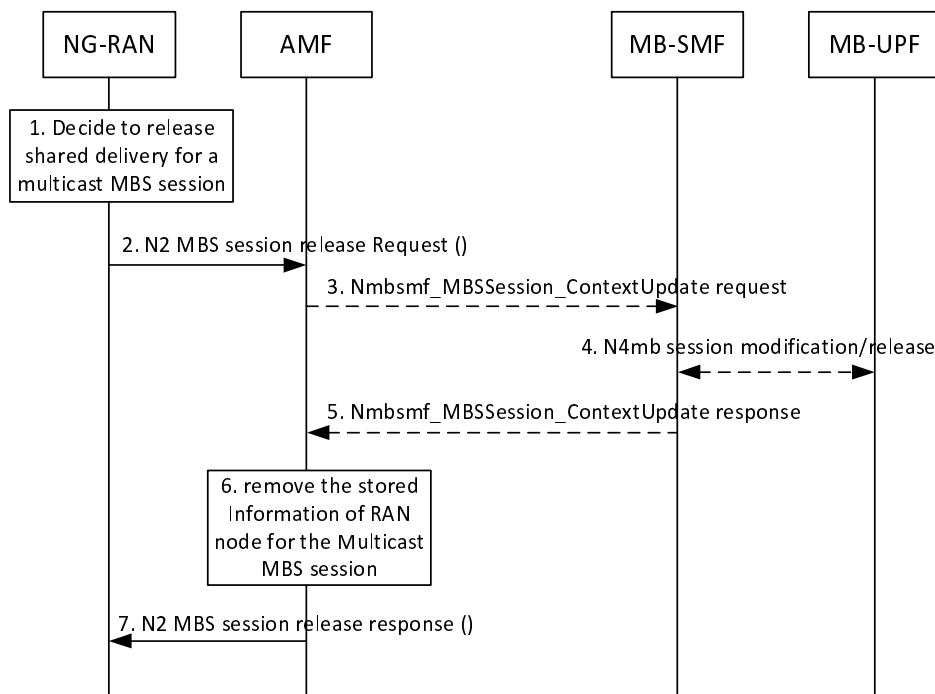 NG-RAN
AMF
MB-SMF
MB-UPF
1. Decide to release
shared delivery for a
multicast MBS session
2. N2 MBS session release Request ()
3. Nmbsmf_MBSSession_ContextUpdate request
4. N4mb session modification/release
5. Nmbsmf_MBSSession_ContextUpdate response
6. remove the stored
Information of RAN
node for the Multicast
MBS session
7. N2 MBS session release response ()